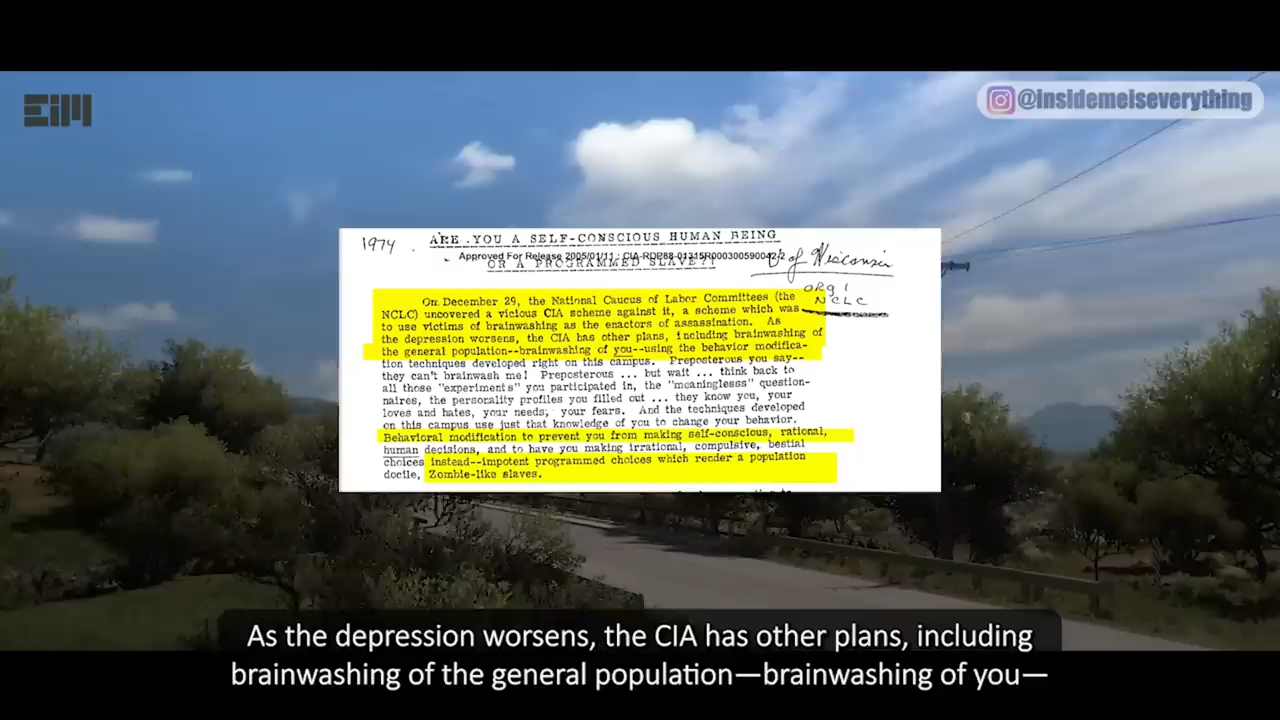 EiM
@insidemeiseverything
1974 . ARE YOU A SELF-CONSCIOUS HUMAN BEING
Approved For Release 2005/01/11 : CIA-RDP88-01315R000300590042-2
OR A PROGRAMMED SLAVE?!
U of Wisconsin
ORG 1
NCLC
On December 29, the National Caucus of Labor Committees (the
NCLC) uncovered a vicious CIA scheme against it, a scheme which was
to use victims of brainwashing as the enactors of assassination. As
the depression worsens, the CIA has other plans, including brainwashing of
the general population--brainwashing of you--using the behavior modifica-
tion techniques developed right on this campus. Preposterous you say--
they can't brainwash me! Preposterous ... but wait ... think back to
all those "experiments" you participated in, the "meaninglesss" question-
naires, the personality profiles you filled out ... they know you, your
loves and hates, your needs, your fears. And the techniques developed
on this campus use just that knowledge of you to change your behavior.
Behavioral modification to prevent you from making self-conscious, rational,
human decisions, and to have you making irrational, compulsive, bestial
choices instead--impotent programmed choices which render a population
docile, Zombie-like slaves.
As the depression worsens, the CIA has other plans, including
brainwashing of the general population—brainwashing of you—